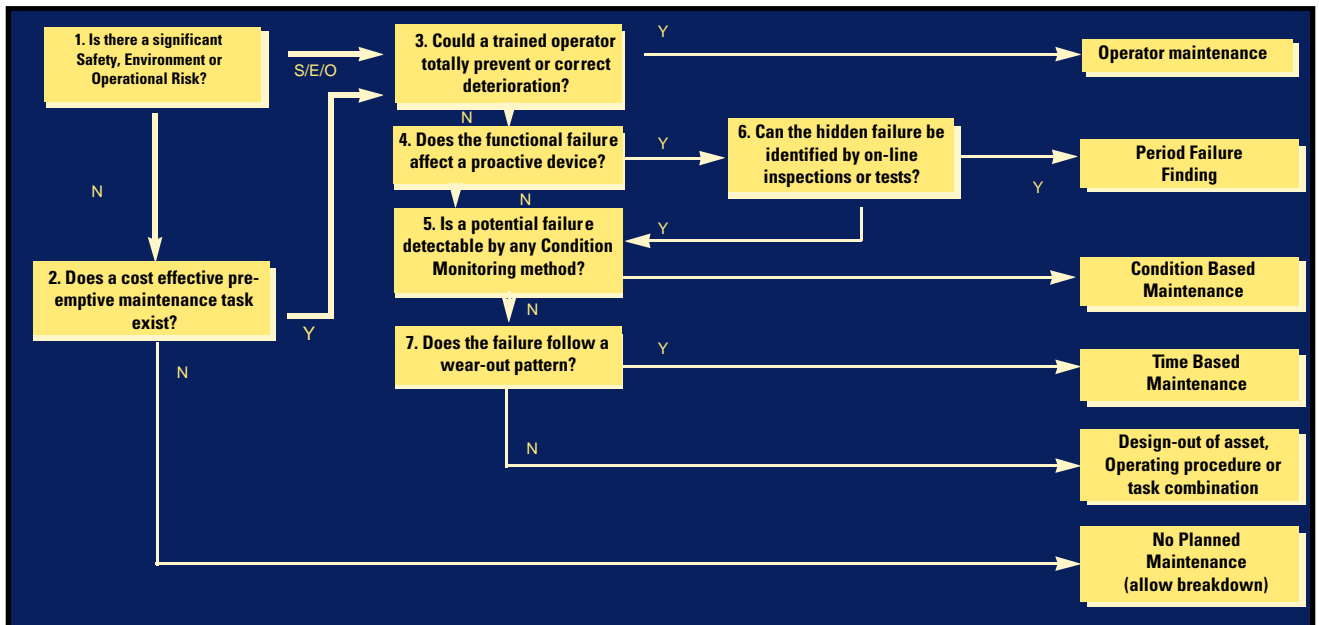 1. Is there a significant
Safety, Environment or
Operational Risk?
S/E/O
3. Could a trained operator
totally prevent or correct
deterioration?
Y
Operator maintenance
N
4. Does the functional failure
affect a proactive device?
Y
6. Can the hidden failure be
identified by on-line
inspections or tests?
Y
Period Failure
Finding
N
N
5. Is a potential failure
detectable by any Condition
Monitoring method?
Y
Condition Based
Maintenance
2. Does a cost effective pre-
emptive maintenance task
exist?
Y
N
7. Does the failure follow a
wear-out pattern?
Y
Time Based
Maintenance
N
N
Design-out of asset,
Operating procedure or
task combination
No Planned
Maintenance
(allow breakdown)